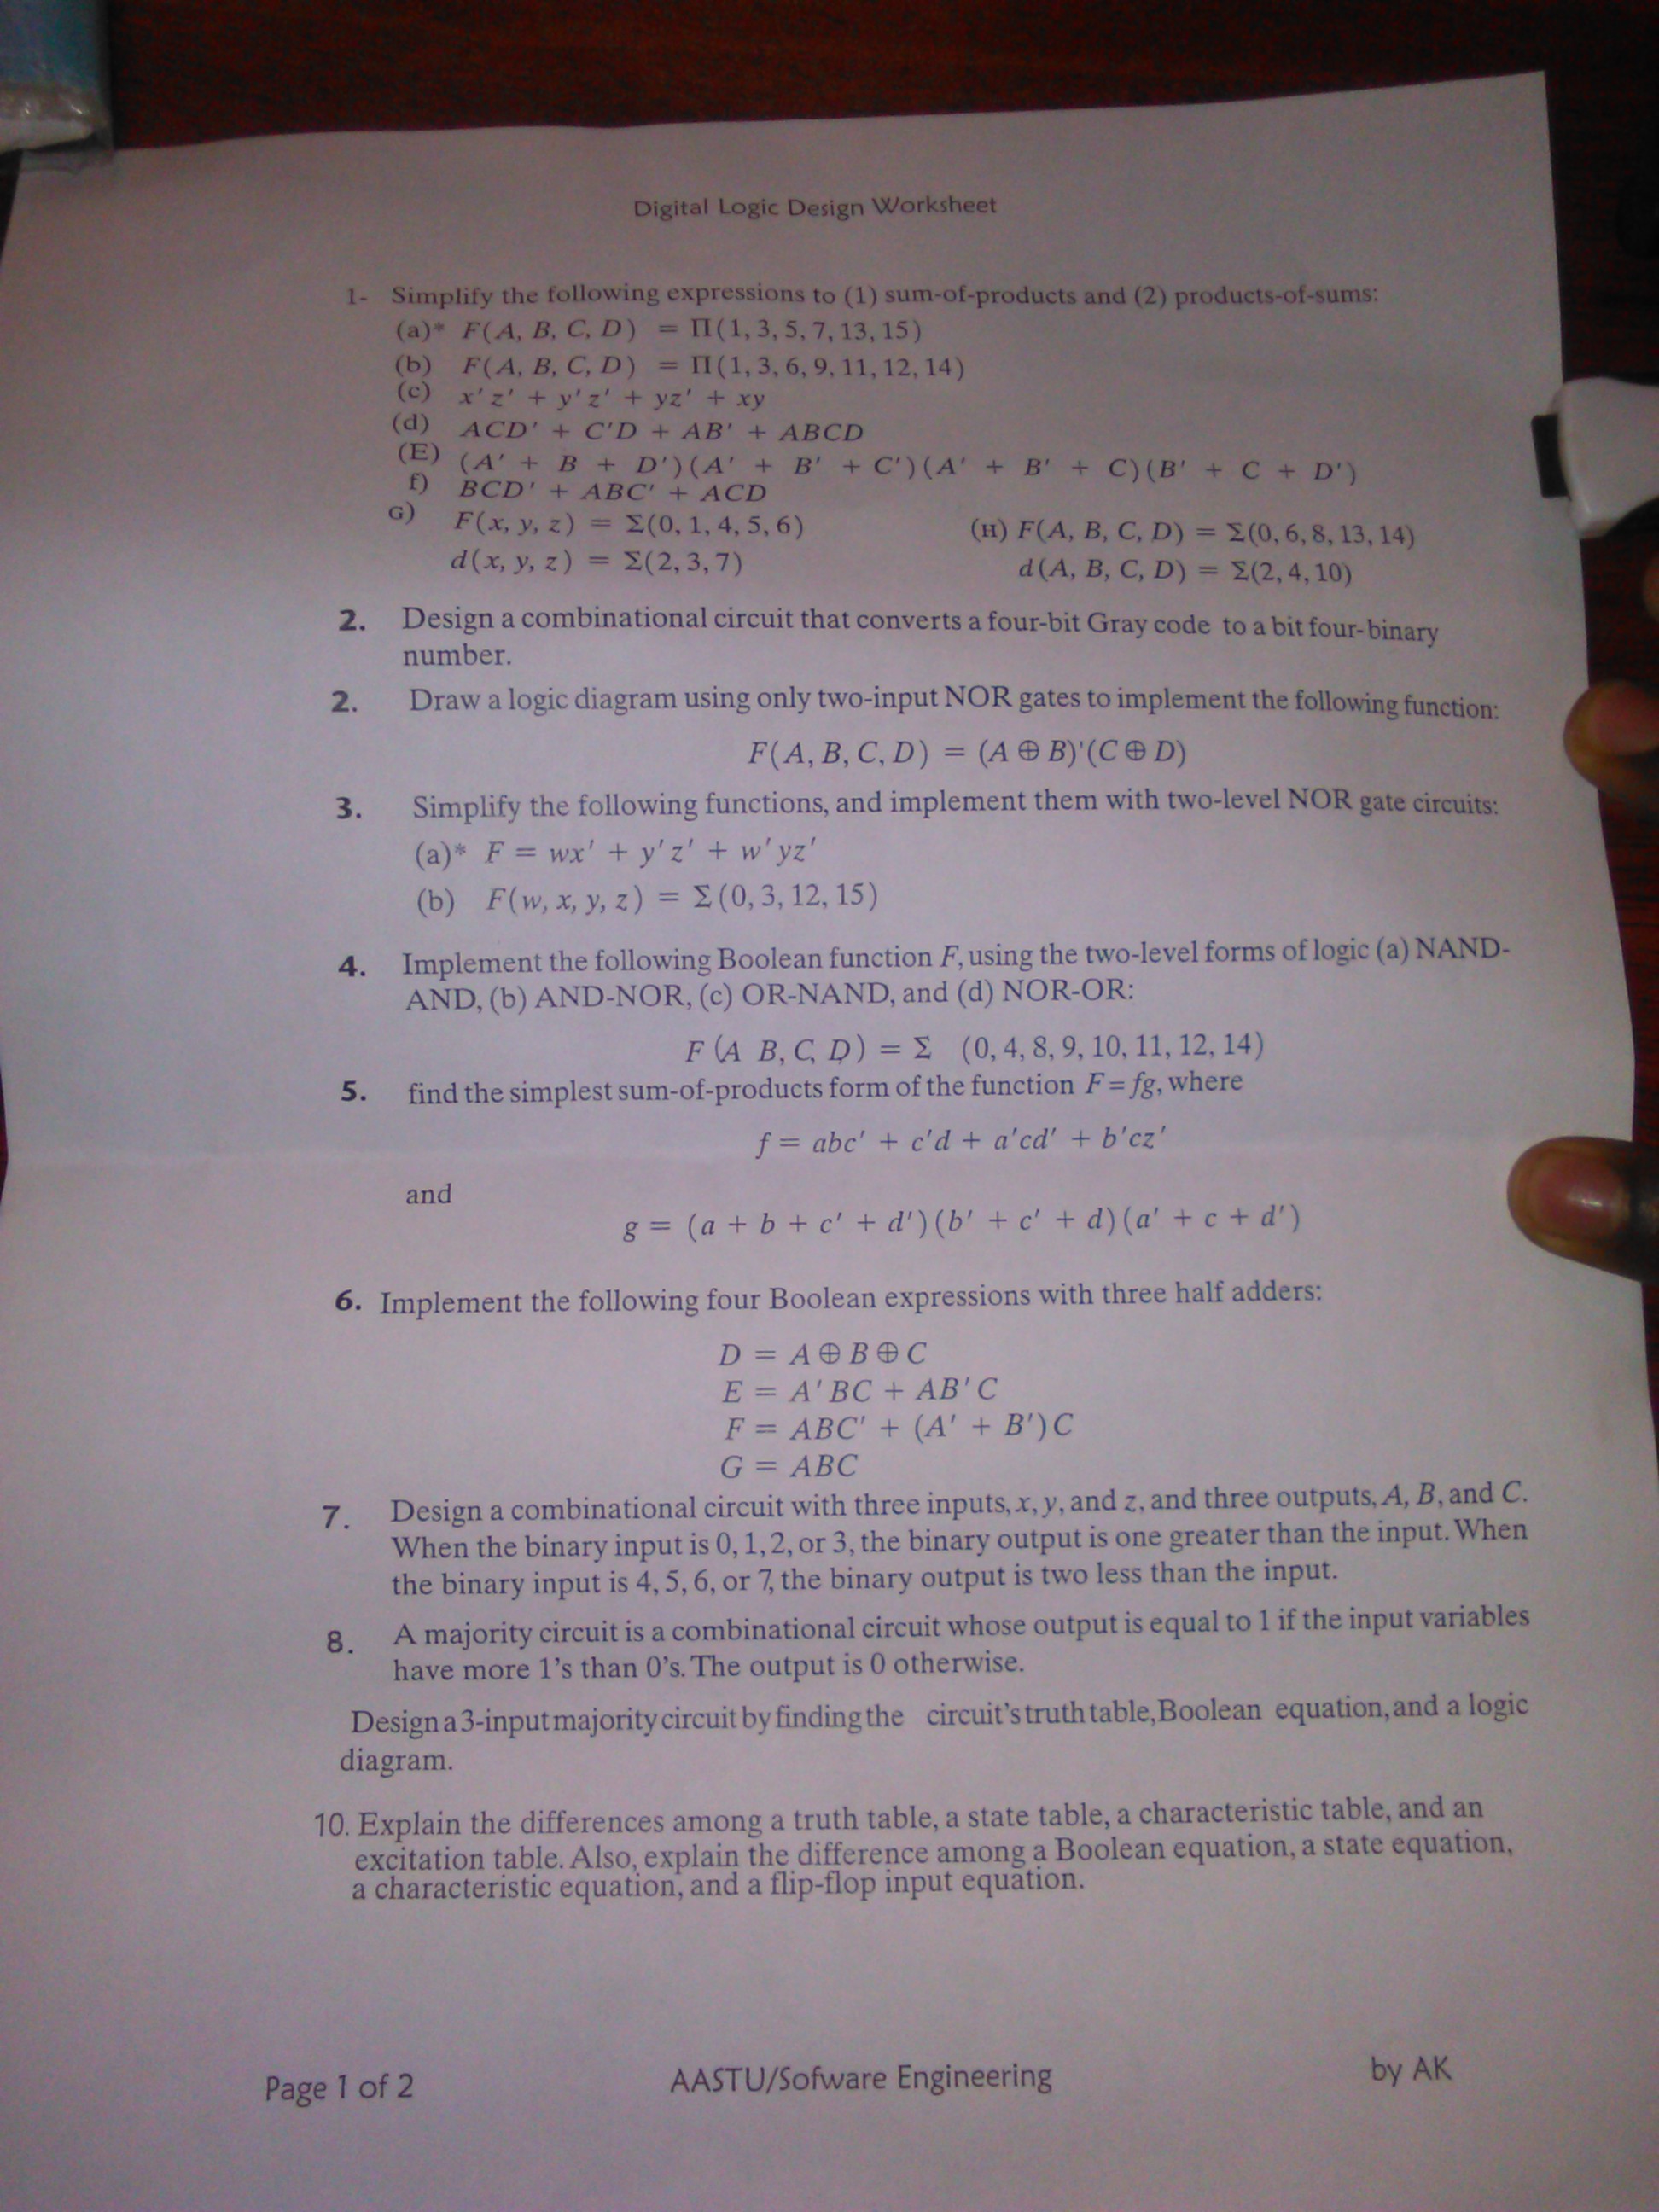 Digital Logic Design Worksheet
1- Simplify the following expressions to (1) sum-of-products and (2) products-of-sums:
(a)* F(A, B, C, D) = Π(1, 3, 5, 7, 13, 15)
(b) F(A, B, C, D) = Π(1, 3, 6, 9, 11, 12, 14)
(c) x'z' + y'z' + yz' + xy
(d) ACD' + C'D + AB' + ABCD
(E) (A' + B + D')(A' + B' + C')(A' + B' + C)(B' + C + D')
f) BCD' + ABC' + ACD
G) F(x, y, z) = Σ(0, 1, 4, 5, 6) (H) F(A, B, C, D) = Σ(0, 6, 8, 13, 14)
d(x, y, z) = Σ(2, 3, 7) d(A, B, C, D) = Σ(2, 4, 10)
2. Design a combinational circuit that converts a four-bit Gray code to a bit four-binary
number.
2. Draw a logic diagram using only two-input NOR gates to implement the following function:
F(A, B, C, D) = (A ⊕ B)'(C ⊕ D)
3. Simplify the following functions, and implement them with two-level NOR gate circuits:
(a)* F = wx' + y'z' + w'yz'
(b) F(w, x, y, z) = Σ(0, 3, 12, 15)
4. Implement the following Boolean function F, using the two-level forms of logic (a) NAND-
AND, (b) AND-NOR, (c) OR-NAND, and (d) NOR-OR:
F (A B, C, D) = Σ (0, 4, 8, 9, 10, 11, 12, 14)
5. find the simplest sum-of-products form of the function F = fg, where
f = abc' + c'd + a'cd' + b'cz'
and
g = (a + b + c' + d')(b' + c' + d)(a' + c + d')
6. Implement the following four Boolean expressions with three half adders:
D = A ⊕ B ⊕ C
E = A'BC + AB'C
F = ABC' + (A' + B')C
G = ABC
7. Design a combinational circuit with three inputs, x, y, and z, and three outputs, A, B, and C.
When the binary input is 0, 1, 2, or 3, the binary output is one greater than the input. When
the binary input is 4, 5, 6, or 7, the binary output is two less than the input.
8. A majority circuit is a combinational circuit whose output is equal to 1 if the input variables
have more 1's than 0's. The output is 0 otherwise.
Design a 3-input majority circuit by finding the circuit's truth table, Boolean equation, and a logic
diagram.
10. Explain the differences among a truth table, a state table, a characteristic table, and an
excitation table. Also, explain the difference among a Boolean equation, a state equation,
a characteristic equation, and a flip-flop input equation.
Page 1 of 2 AASTU/Sofware Engineering by AK